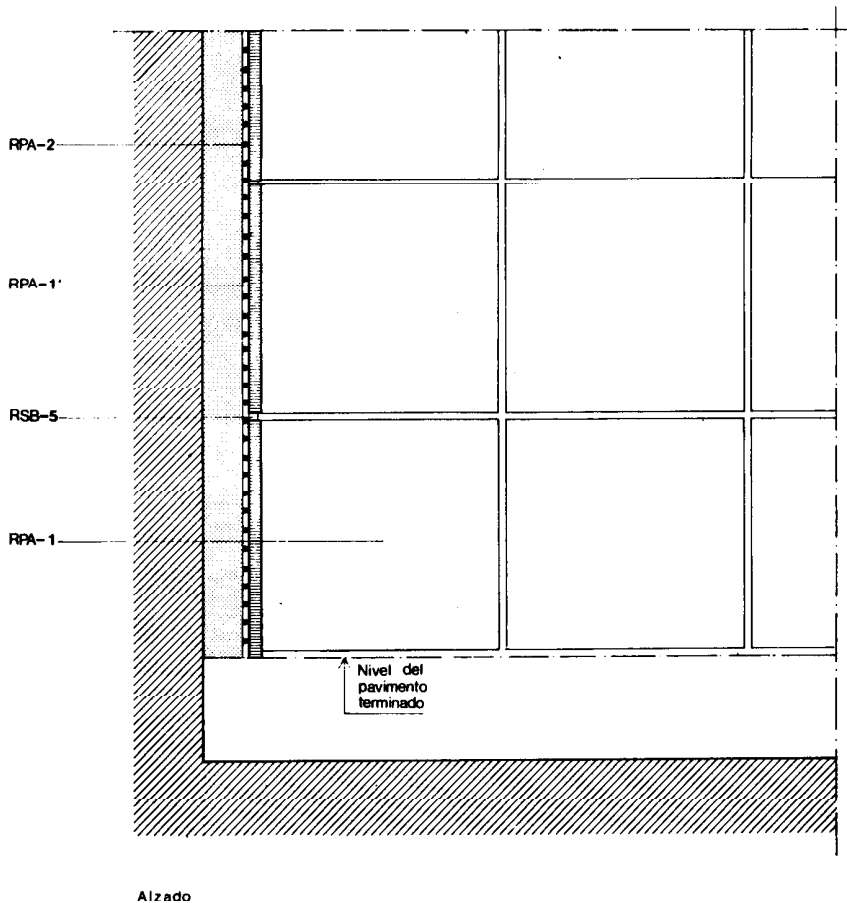 RPA-2
RPA-1'
RSB-5
RPA-1
Nivel del
pavimento
terminado
Alzado